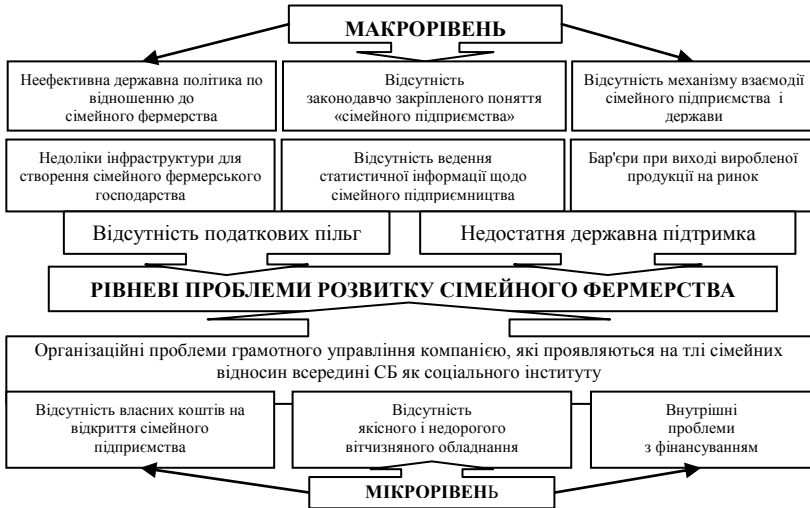 МАКРОРІВЕНЬ
Неефективна державна політика по
відношенню до
сімейного фермерства
Відсутність
законодавчо закріпленого поняття
«сімейного підприємства»
Відсутність механізму взаємодії
сімейного підприємства і
держави
Недоліки інфраструктури для
створення сімейного фермерського
господарства
Відсутність ведення
статистичної інформації щодо
сімейного підприємництва
Бар'єри при виході виробленої
продукції на ринок
Відсутність податкових пільг
Недостатня державна підтримка
РІВНЕВІ ПРОБЛЕМИ РОЗВИТКУ СІМЕЙНОГО ФЕРМЕРСТВА
Організаційні проблеми грамотного управління компанією, які проявляються на тлі сімейних
відносин всередині СБ як соціального інституту
Відсутність власних коштів на
відкриття сімейного
підприємства
Відсутність
якісного і недорогого
вітчизняного обладнання
Внутрішні
проблеми
з фінансуванням
МІКРОРІВЕНЬ